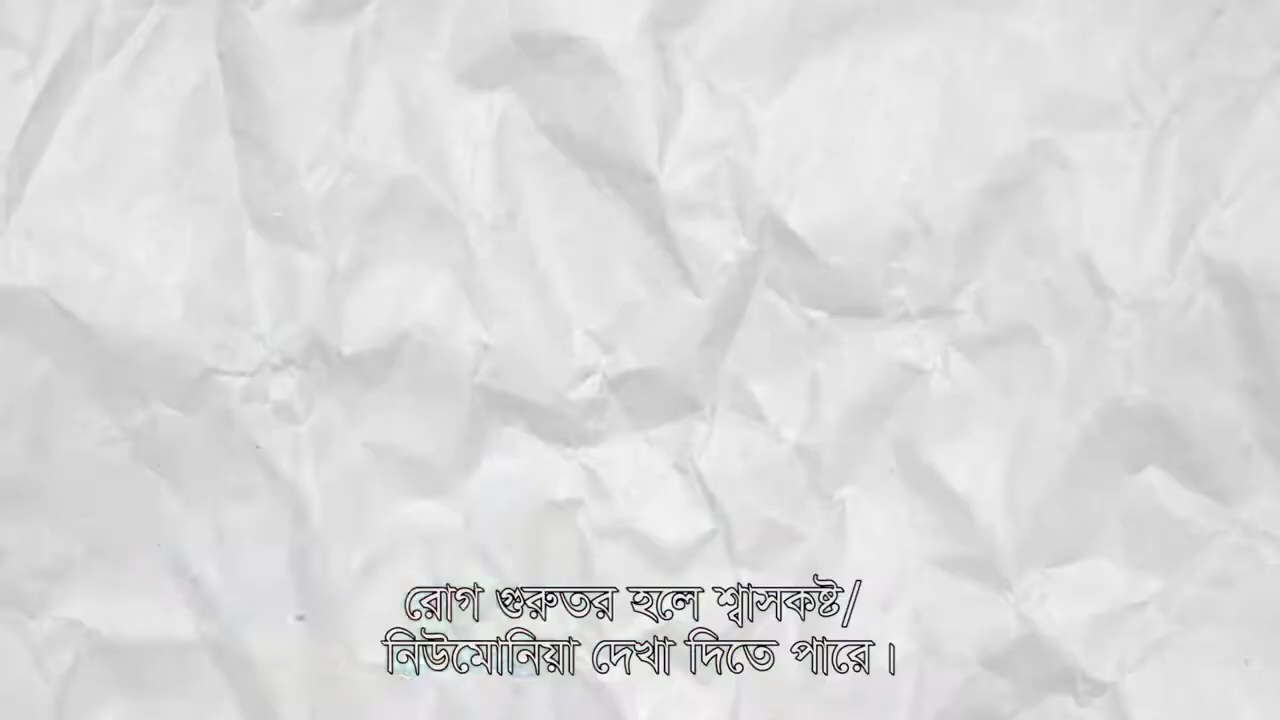 রোগ গুরুতর হলে শ্বাসকষ্ট/
নিউমোনিয়া দেখা দিতে পারে।